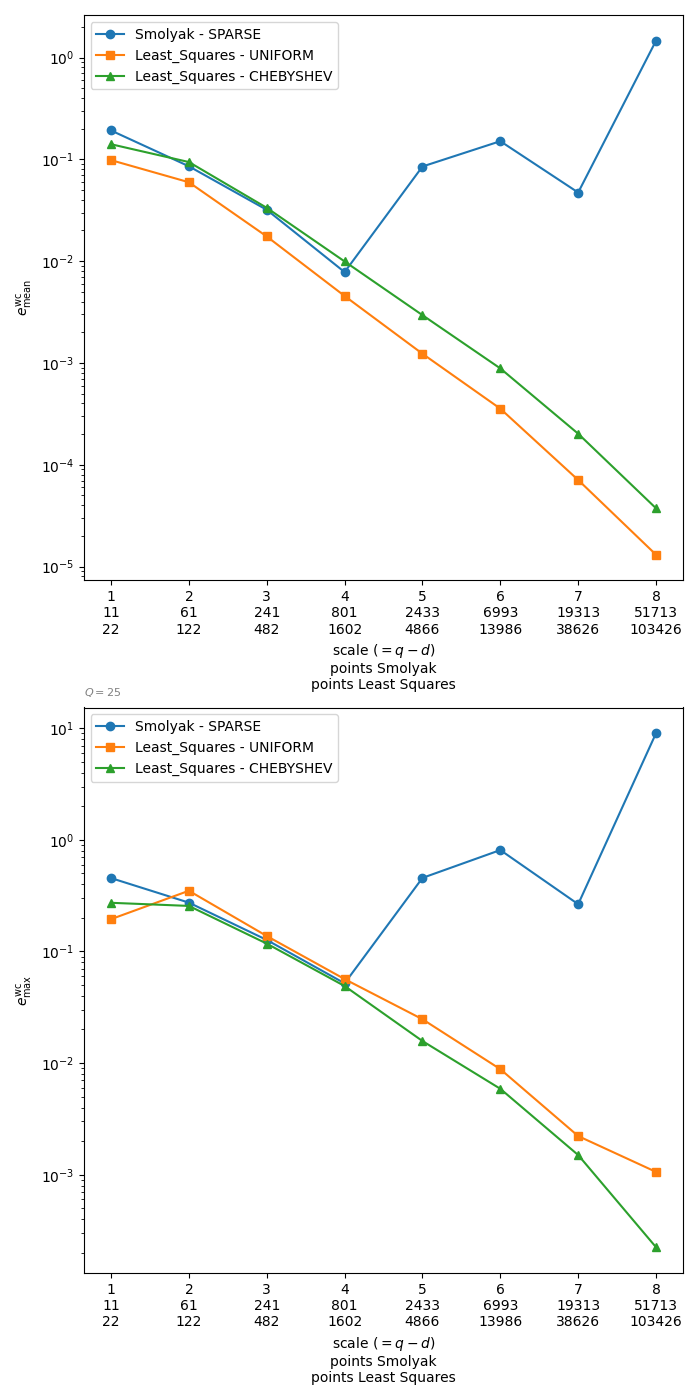 Smolyak - SPARSE
Least_Squares - UNIFORM
Least_Squares - CHEBYSHEV
10^0
10^-1
10^-2
10^-3
10^-4
10^-5
e_mean^wc
1 2 3 4 5 6 7 8
11 61 241 801 2433 6993 19313 51713
22 122 482 1602 4866 13986 38626 103426
scale (= q − d)
points Smolyak
points Least Squares
Q = 25
Smolyak - SPARSE
Least_Squares - UNIFORM
Least_Squares - CHEBYSHEV
10^1
10^0
10^-1
10^-2
10^-3
e_max^wc
1 2 3 4 5 6 7 8
11 61 241 801 2433 6993 19313 51713
22 122 482 1602 4866 13986 38626 103426
scale (= q − d)
points Smolyak
points Least Squares